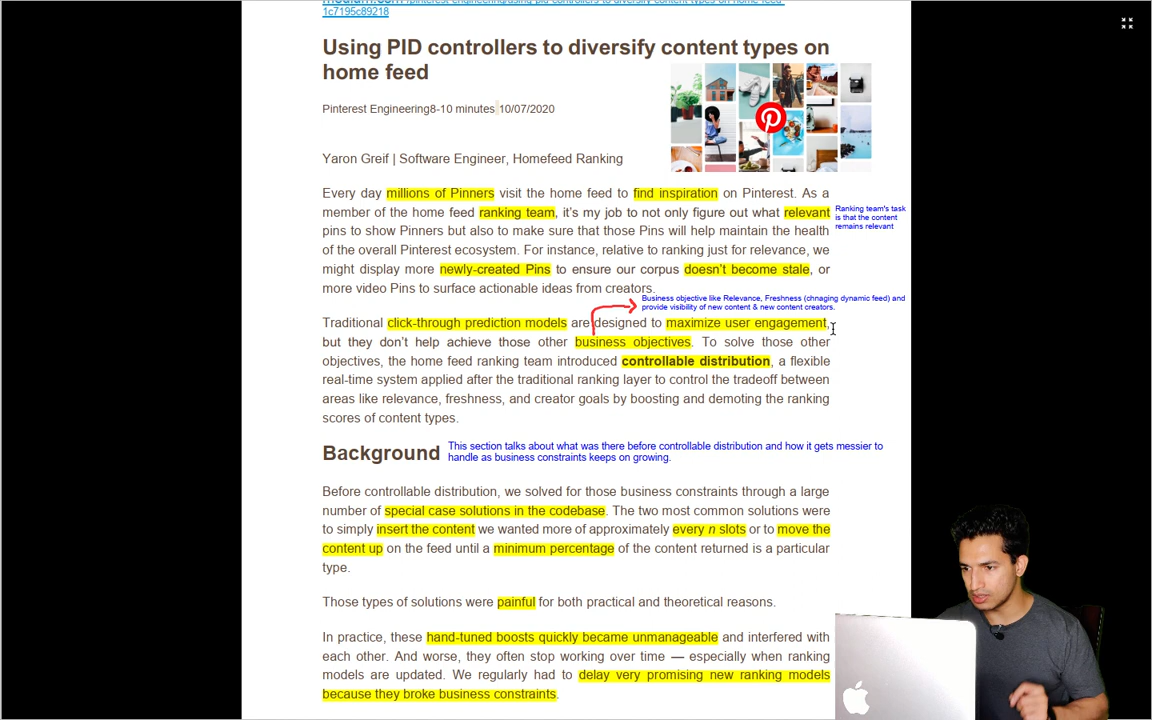 medium.com/pinterest-engineering/using-pid-controllers-to-diversify-content-types-on-home-feed-
1c7195c89218
Using PID controllers to diversify content types on
home feed
Pinterest Engineering8-10 minutes 10/07/2020
Yaron Greif | Software Engineer, Homefeed Ranking
Every day millions of Pinners visit the home feed to find inspiration on Pinterest. As a
member of the home feed ranking team, it's my job to not only figure out what relevant
pins to show Pinners but also to make sure that those Pins will help maintain the health
of the overall Pinterest ecosystem. For instance, relative to ranking just for relevance, we
might display more newly-created Pins to ensure our corpus doesn't become stale, or
more video Pins to surface actionable ideas from creators.
Ranking team's task
is that the content
remains relevant
Business objective like Relevance, Freshness (chnaging dynamic feed) and
provide visibility of new content & new content creators.
Traditional click-through prediction models are designed to maximize user engagement,
but they don't help achieve those other business objectives. To solve those other
objectives, the home feed ranking team introduced controllable distribution, a flexible
real-time system applied after the traditional ranking layer to control the tradeoff between
areas like relevance, freshness, and creator goals by boosting and demoting the ranking
scores of content types.
Background
This section talks about what was there before controllable distribution and how it gets messier to
handle as business constraints keeps on growing.
Before controllable distribution, we solved for those business constraints through a large
number of special case solutions in the codebase. The two most common solutions were
to simply insert the content we wanted more of approximately every n slots or to move the
content up on the feed until a minimum percentage of the content returned is a particular
type.
Those types of solutions were painful for both practical and theoretical reasons.
In practice, these hand-tuned boosts quickly became unmanageable and interfered with
each other. And worse, they often stop working over time — especially when ranking
models are updated. We regularly had to delay very promising new ranking models
because they broke business constraints.